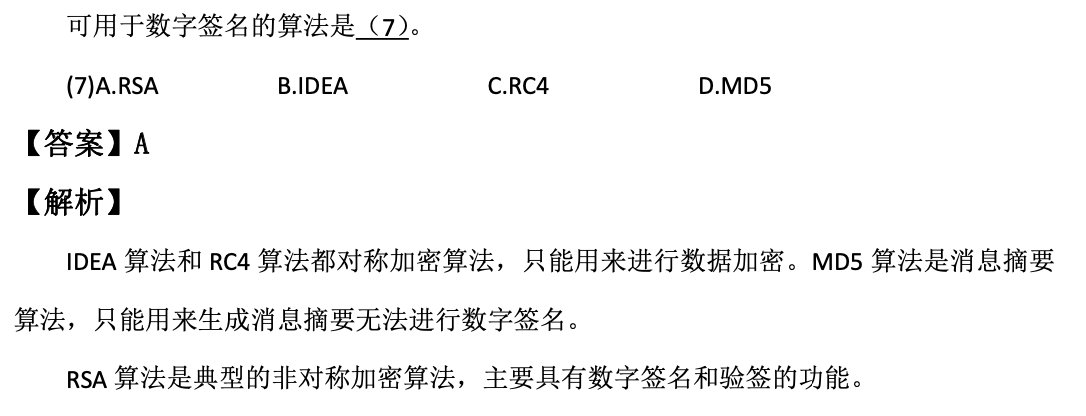 可用于数字签名的算法是（7）。
(7)A.RSA B.IDEA C.RC4 D.MD5
【答案】A
【解析】
IDEA 算法和 RC4 算法都对称加密算法，只能用来进行数据加密。MD5 算法是消息摘要
算法，只能用来生成消息摘要无法进行数字签名。
RSA 算法是典型的非对称加密算法，主要具有数字签名和验签的功能。